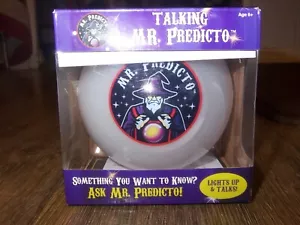 TALKING
Age 6+
MR. PREDICTO
MR. PREDICTO
SOMETHING YOU WANT TO KNOW?
ASK MR. PREDICTO!
LIGHTS UP
& TALKS!